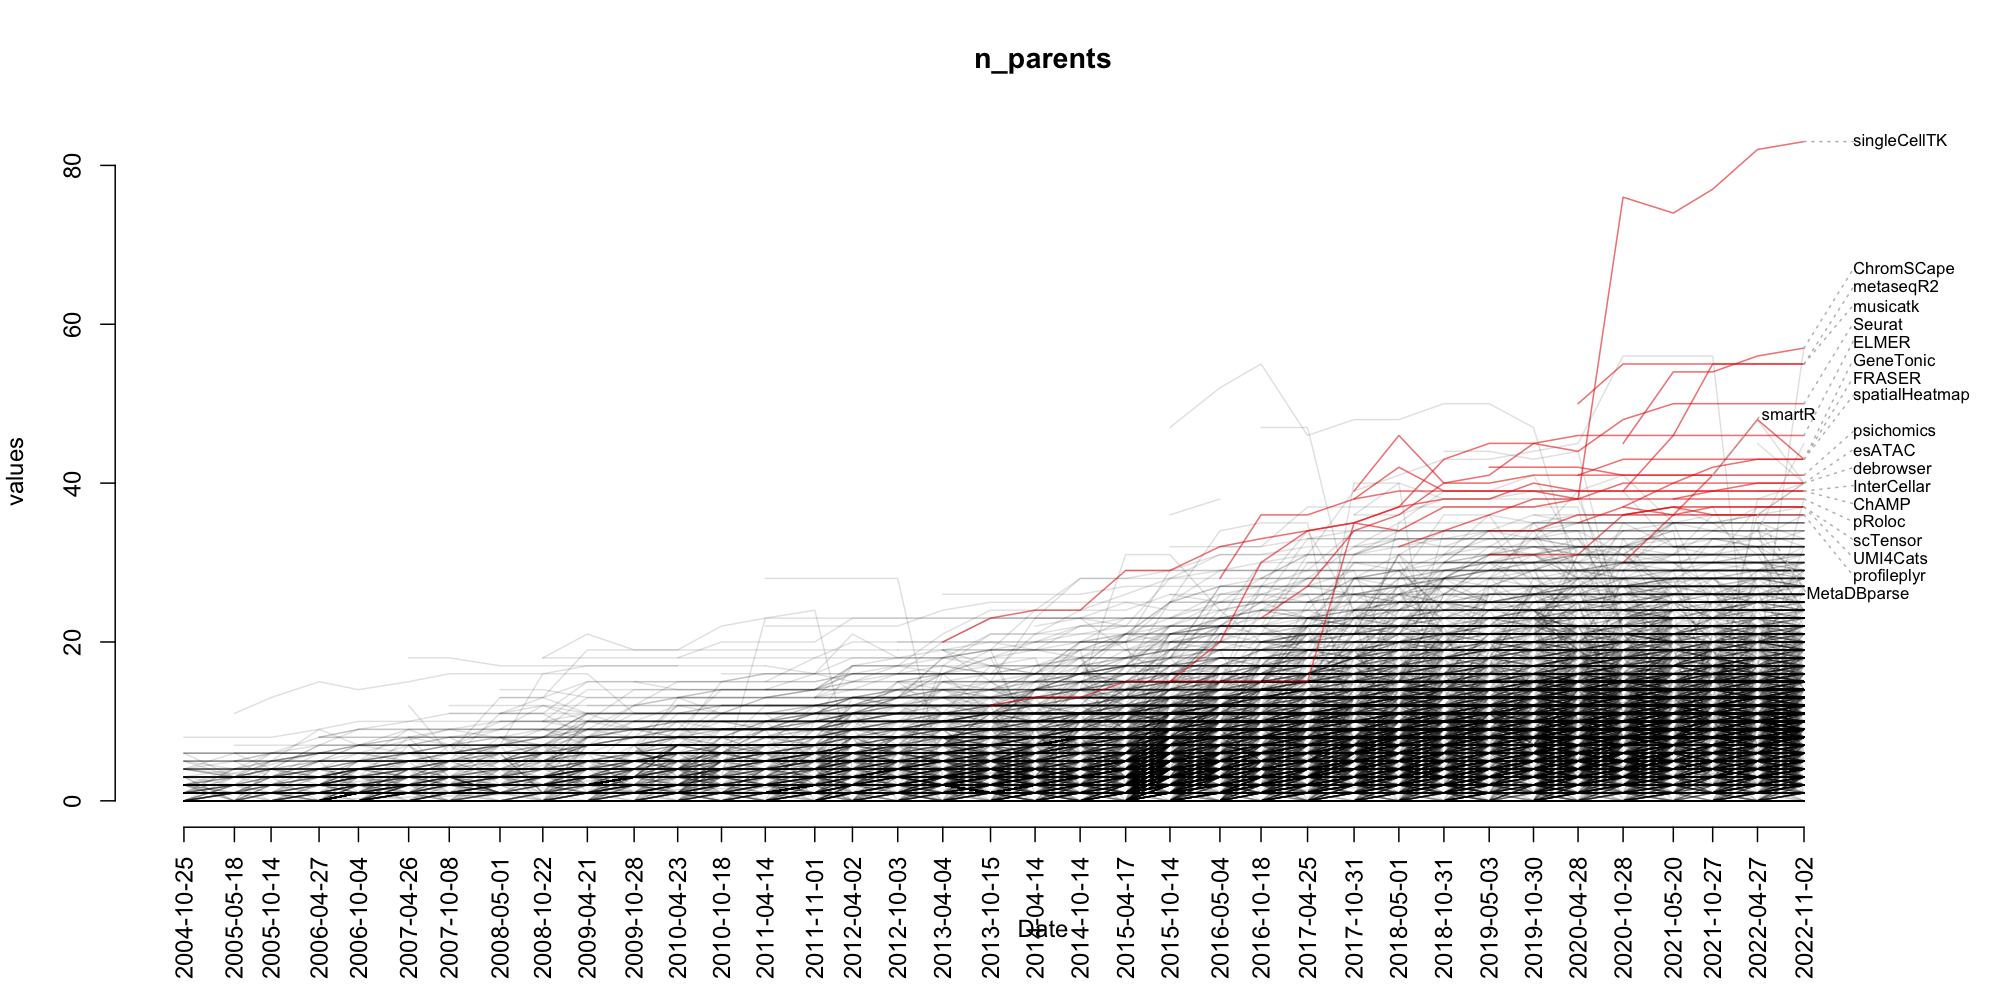 n_parents
values
80
60
40
20
0
singleCellTK
ChromSCape
metaseqR2
musicatk
Seurat
ELMER
GeneTonic
FRASER
spatialHeatmap
smartR
psichomics
esATAC
debrowser
InterCellar
ChAMP
pRoloc
scTensor
UMI4Cats
profileplyr
MetaDBparse
2004-10-25
2005-05-18
2005-10-14
2006-04-27
2006-10-04
2007-04-26
2007-10-08
2008-05-01
2008-10-22
2009-04-21
2009-10-28
2010-04-23
2010-10-18
2011-04-14
2011-11-01
2012-04-02
2012-10-03
2013-04-04
2013-10-15
2014-04-14
2014-10-14
2015-04-17
2015-10-14
2016-05-04
2016-10-18
2017-04-25
2017-10-31
2018-05-01
2018-10-31
2019-05-03
2019-10-30
2020-04-28
2020-10-28
2021-05-20
2021-10-27
2022-04-27
2022-11-02
Date